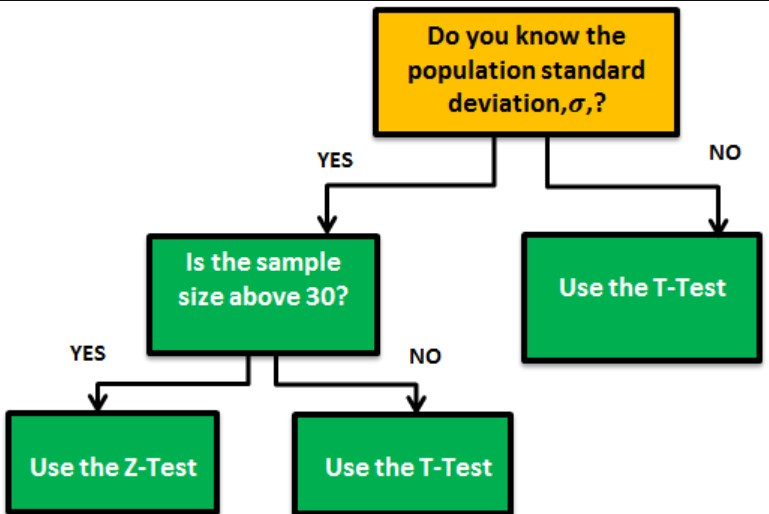 Do you know the
population standard
deviation,σ,?
YES
NO
Is the sample
size above 30?
Use the T-Test
YES
NO
Use the Z-Test
Use the T-Test